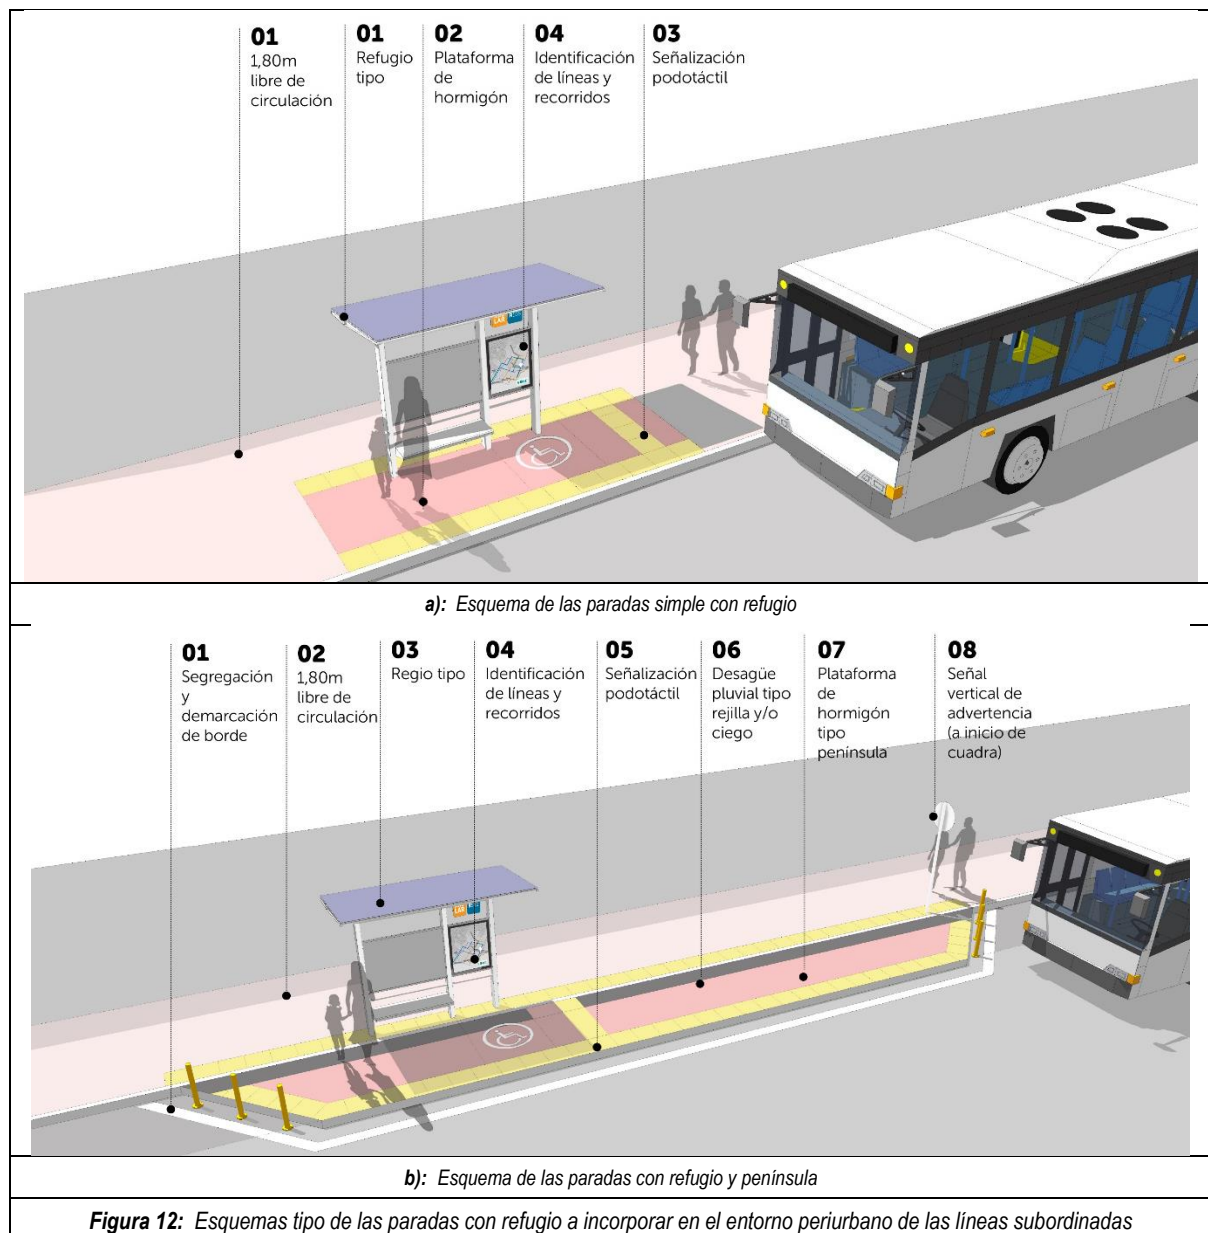 01
1,80m
libre de
circulación
01
Refugio
tipo
02
Plataforma
de
hormigón
04
Identificación
de líneas y
recorridos
03
Señalización
podotáctil
a): Esquema de las paradas simple con refugio
01
Segregación
y
demarcación
de borde
02
1,80m
libre de
circulación
03
Regio tipo
04
Identificación
de líneas y
recorridos
05
Señalización
podotáctil
06
Desagüe
pluvial tipo
rejilla y/o
ciego
07
Plataforma
de
hormigón
tipo
península
08
Señal
vertical de
advertencia
(a inicio de
cuadra)
b): Esquema de las paradas con refugio y península
Figura 12: Esquemas tipo de las paradas con refugio a incorporar en el entorno periurbano de las líneas subordinadas